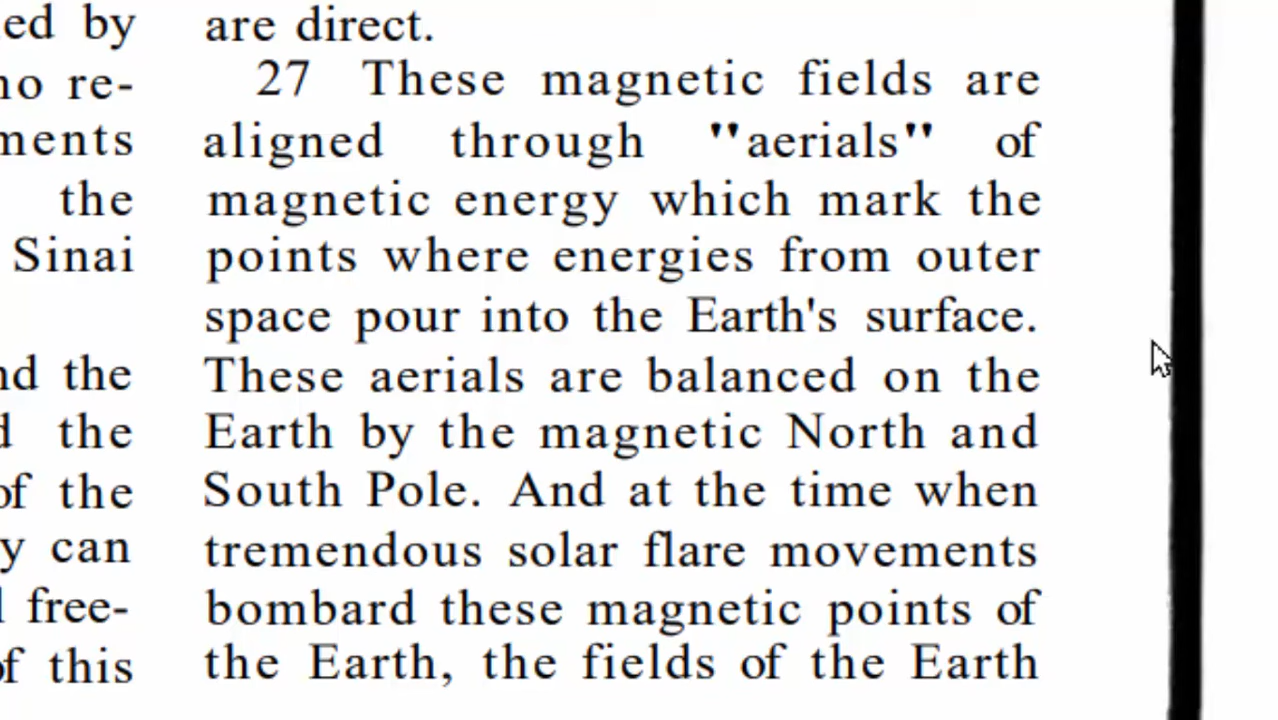 ed by
no re-
ments
the
Sinai
nd the
the
of the
y can
free-
of this
are direct.
27 These magnetic fields are
aligned through "aerials" of
magnetic energy which mark the
points where energies from outer
space pour into the Earth's surface.
These aerials are balanced on the
Earth by the magnetic North and
South Pole. And at the time when
tremendous solar flare movements
bombard these magnetic points of
the Earth, the fields of the Earth